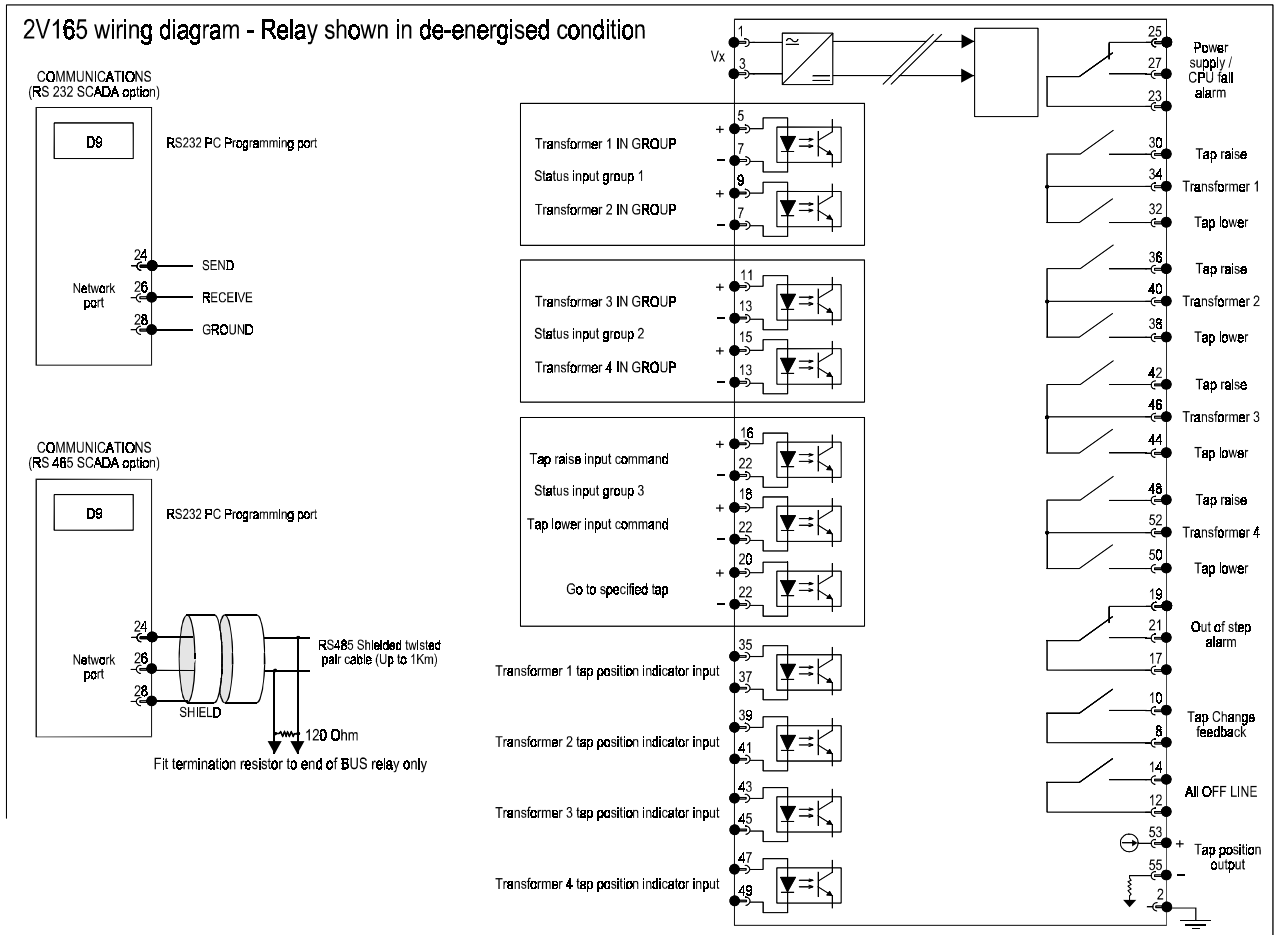 2V165 wiring diagram - Relay shown in de-energised condition
COMMUNICATIONS
(RS 232 SCADA option)
D9
RS232 PC Programming port
24
SEND
Network
port
26
RECEIVE
28
GROUND
COMMUNICATIONS
(RS 485 SCADA option)
D9
RS232 PC Programming port
24
Network
port
26
28
SHIELD
RS485 Shielded twisted
pair cable (Up to 1Km)
120 Ohm
Fit termination resistor to end of BUS relay only
Vx
1
3
+
5
Transformer 1 IN GROUP
−
7
Status input group 1
+
9
Transformer 2 IN GROUP
−
7
+
11
Transformer 3 IN GROUP
−
13
Status input group 2
+
15
Transformer 4 IN GROUP
−
13
+
16
Tap raise input command
−
22
Status input group 3
+
18
Tap lower input command
−
22
+
20
Go to specified tap
−
22
35
Transformer 1 tap position indicator input
37
39
Transformer 2 tap position indicator input
41
43
Transformer 3 tap position indicator input
45
47
Transformer 4 tap position indicator input
49
25
27
23
Power
supply /
CPU fail
alarm
30
Tap raise
34
Transformer 1
32
Tap lower
36
Tap raise
40
Transformer 2
38
Tap lower
42
Tap raise
46
Transformer 3
44
Tap lower
48
Tap raise
52
Transformer 4
50
Tap lower
19
21
17
Out of step
alarm
10
8
Tap Change
feedback
14
12
All OFF LINE
53
+
55
−
Tap position
output
2